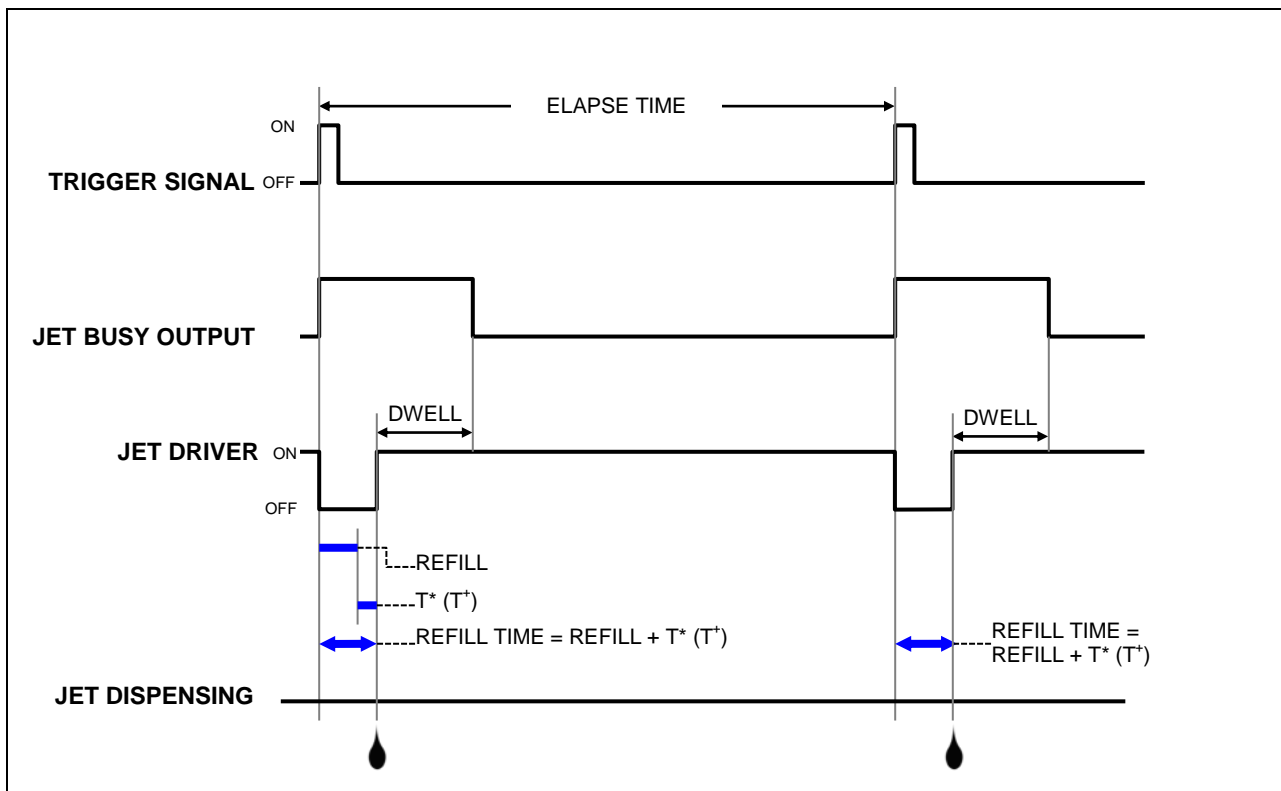 ELAPSE TIME
ON
TRIGGER SIGNAL OFF
JET BUSY OUTPUT
DWELL
DWELL
JET DRIVER ON
OFF
REFILL
T* (T⁺)
REFILL TIME = REFILL + T* (T⁺)
REFILL TIME =
REFILL + T* (T⁺)
JET DISPENSING